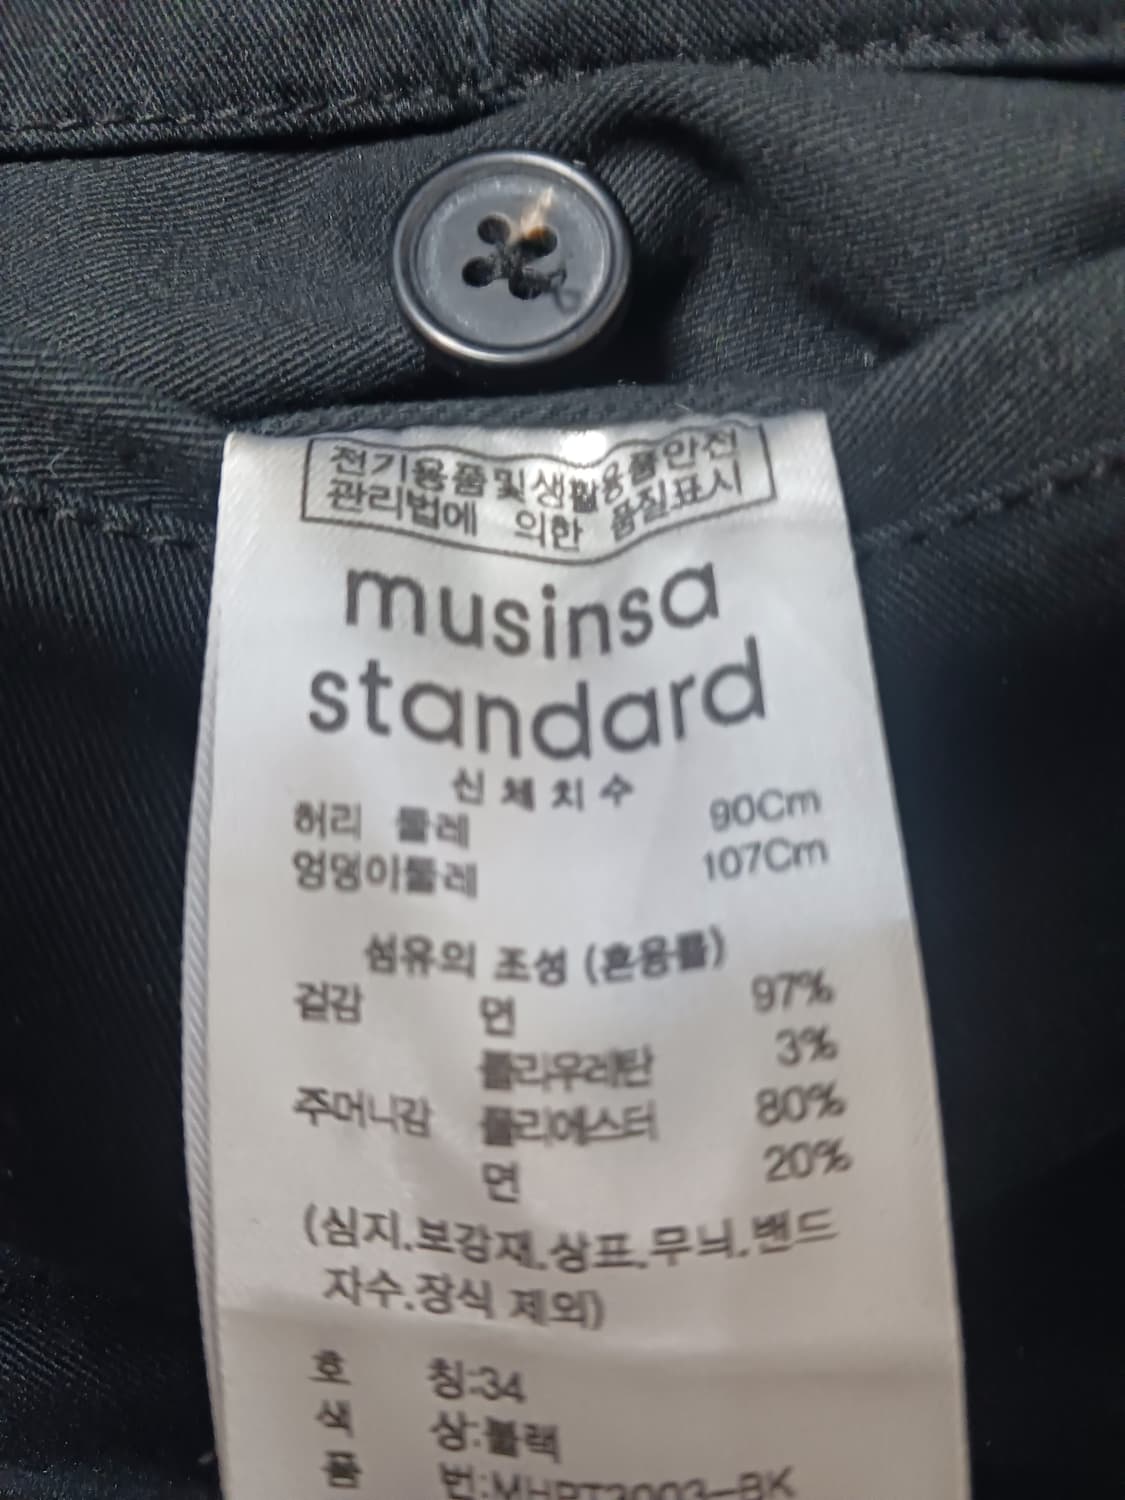 전기용품및생활용품안전
관리법에 의한 품질표시
musinsa
standard
신체치수
허리 둘레 90Cm
엉덩이둘레 107Cm
섬유의 조성 (혼용률)
겉감 면 97%
폴리우레탄 3%
주머니감 폴리에스터 80%
면 20%
(심지.보강재.상표.무늬.밴드
자수.장식 제외)
호 칭:34
색 상:블랙
품 번:MHPT3003-BK